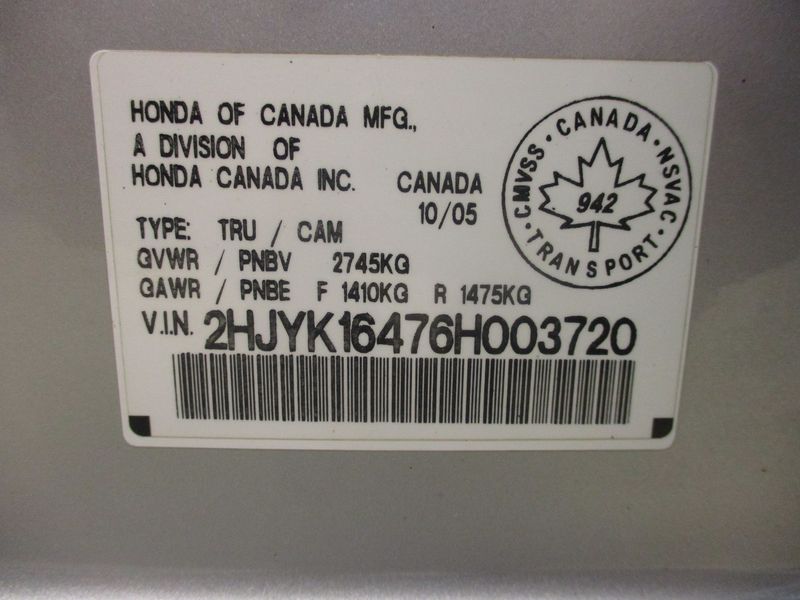 HONDA OF CANADA MFG.,
A DIVISION OF
HONDA CANADA INC. CANADA
10/05
TYPE: TRU / CAM
GVWR / PNBV 2745KG
GAWR / PNBE F 1410KG R 1475KG
V.I.N. 2HJYK16476H003720
CMVSS · CANADA · NSVAC
942
· TRANSPORT ·